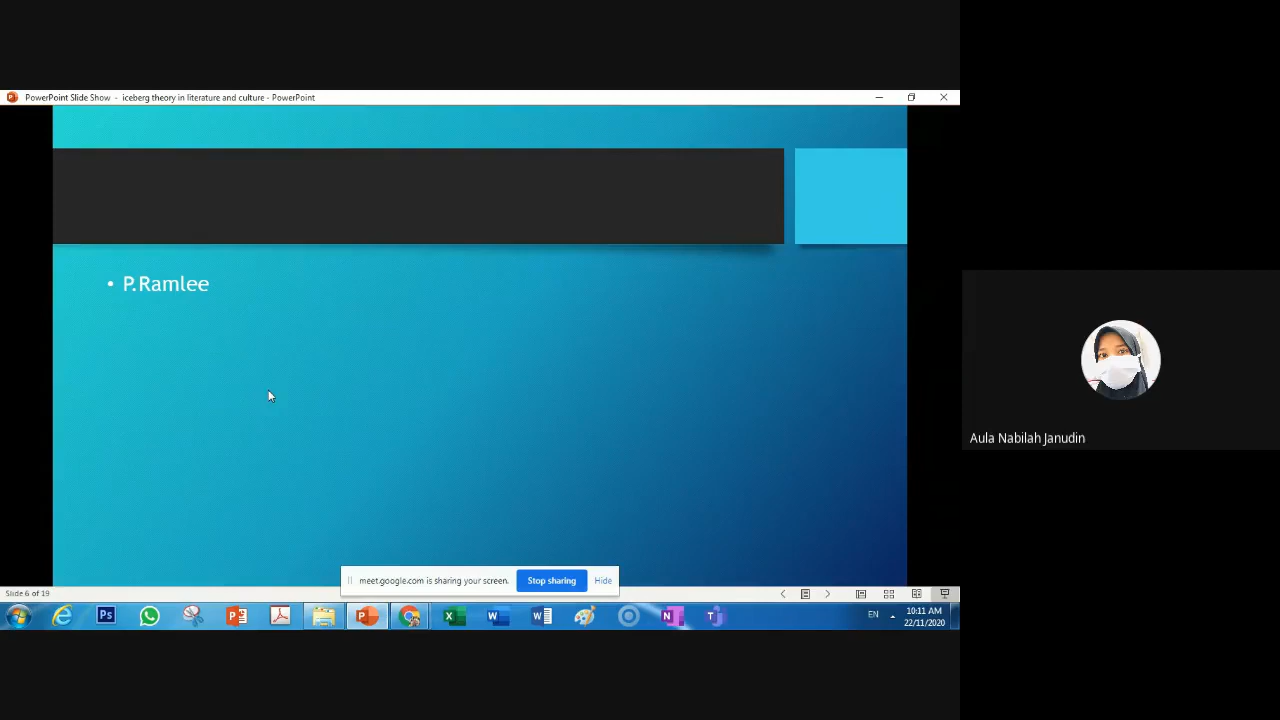 PowerPoint Slide Show - iceberg theory in literature and culture - PowerPoint
• P.Ramlee
Aula Nabilah Janudin
meet.google.com is sharing your screen.
Stop sharing
Hide
Slide 6 of 19
Ps
EN
10:11 AM
22/11/2020